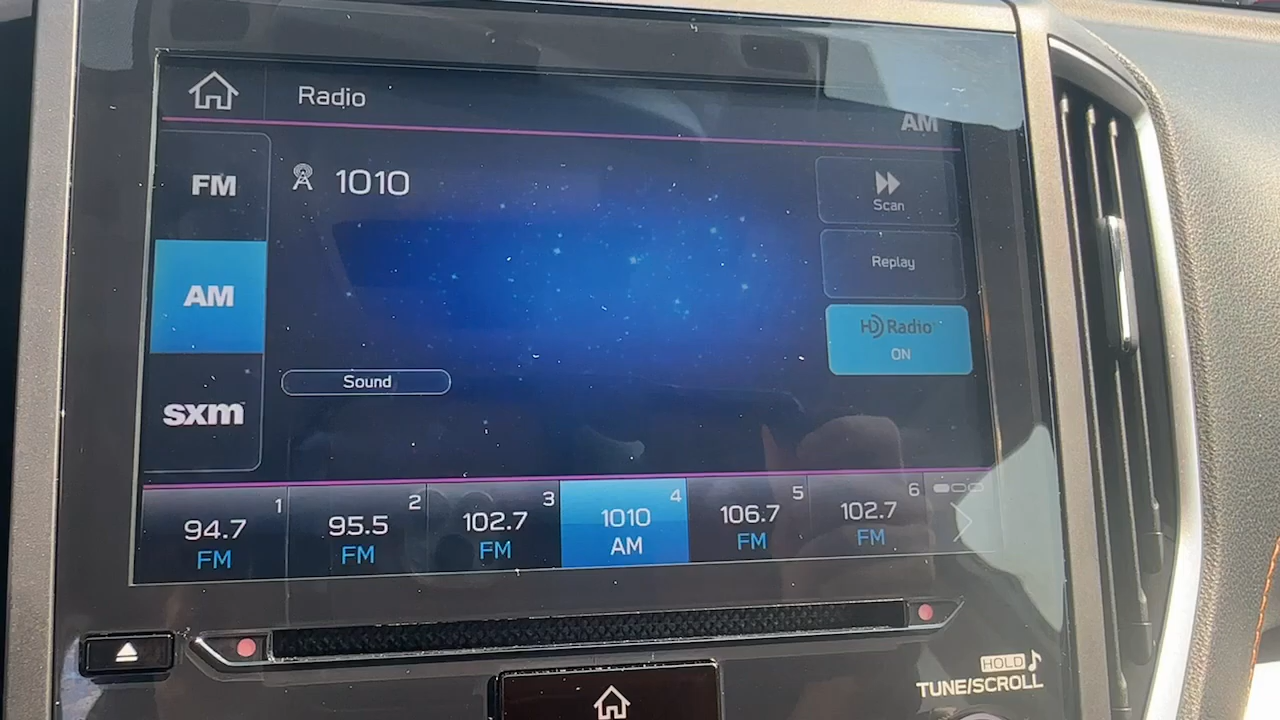 Radio
AM
FM
1010
Scan
Replay
AM
HD Radio
ON
Sound
sxm
1
2
3
4
5
6
94.7
95.5
102.7
1010
106.7
102.7
FM
FM
FM
AM
FM
FM
HOLD
TUNE/SCROLL